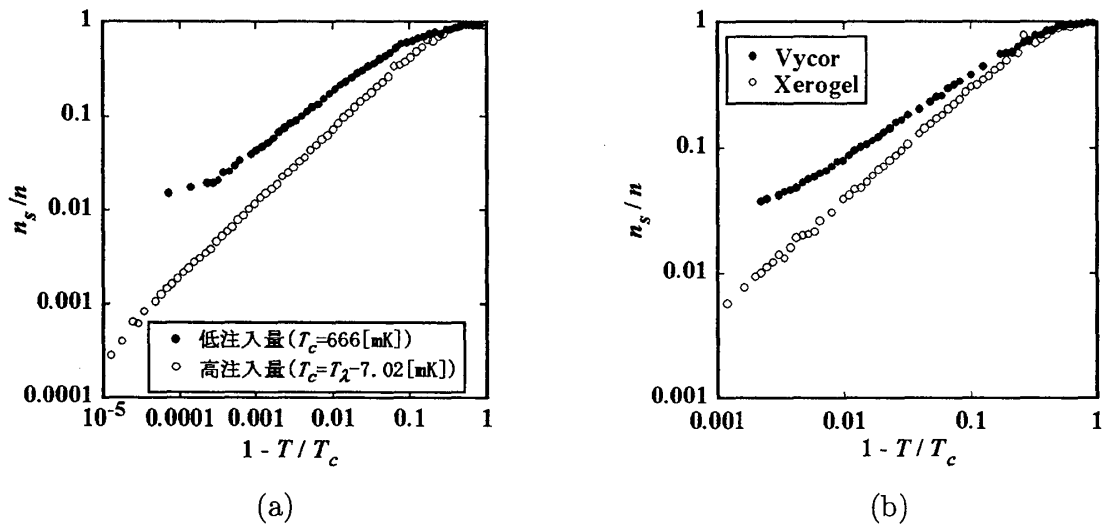 1
0.1
0.01
0.001
0.0001
n_s/n
10^-5 0.0001 0.001 0.01 0.1 1
1 - T / T_c
● 低注入量(T_c=666[mK])
○ 高注入量(T_c=T_λ-7.02[mK])
(a)
1
0.1
0.01
0.001
n_s / n
0.001 0.01 0.1 1
1 - T / T_c
● Vycor
○ Xerogel
(b)